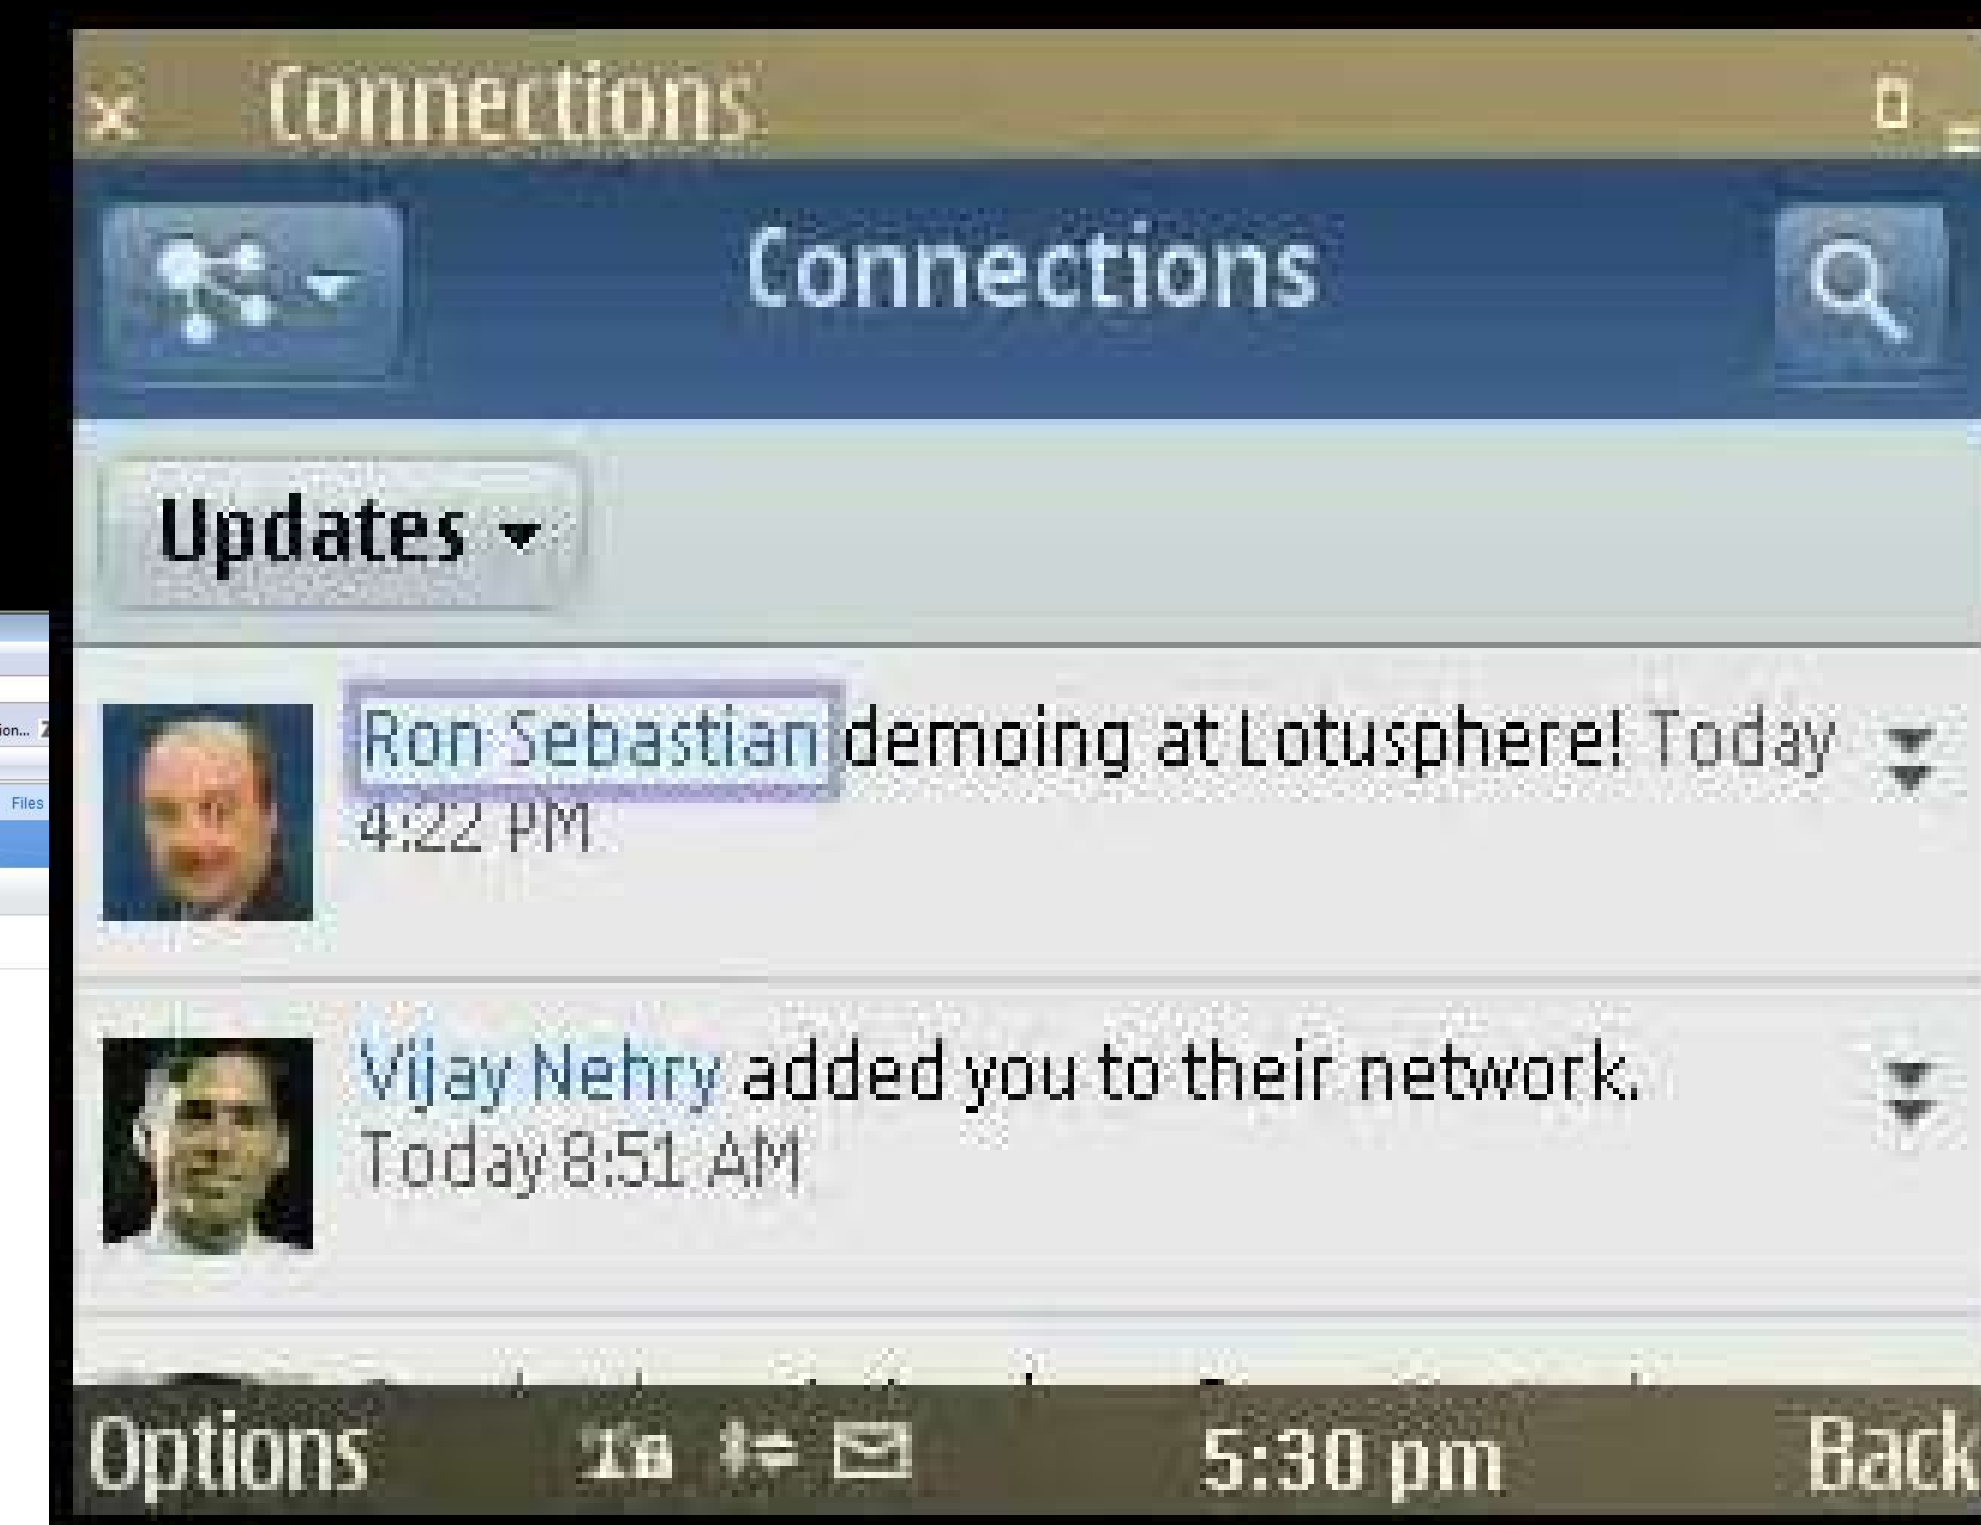 Connections
Connections
Updates
ion...
Files
Ron Sebastian demoing at Lotusphere! Today
4:22 PM
Vijay Nehry added you to their network.
Today 8:51 AM
Options 5:30 pm Back